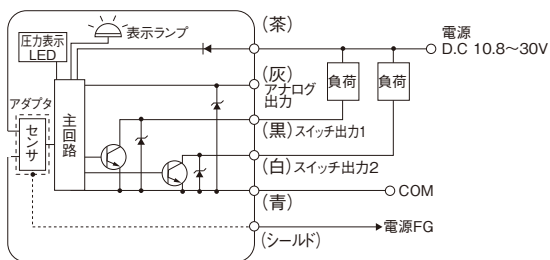 (茶)
表示ランプ
圧力表示
LED
電源
D.C 10.8～30V
(灰)
アナログ
出力
負荷
負荷
アダプタ
センサ
主回路
(黒)スイッチ出力1
(白)スイッチ出力2
(青)
COM
(シールド)
電源FG